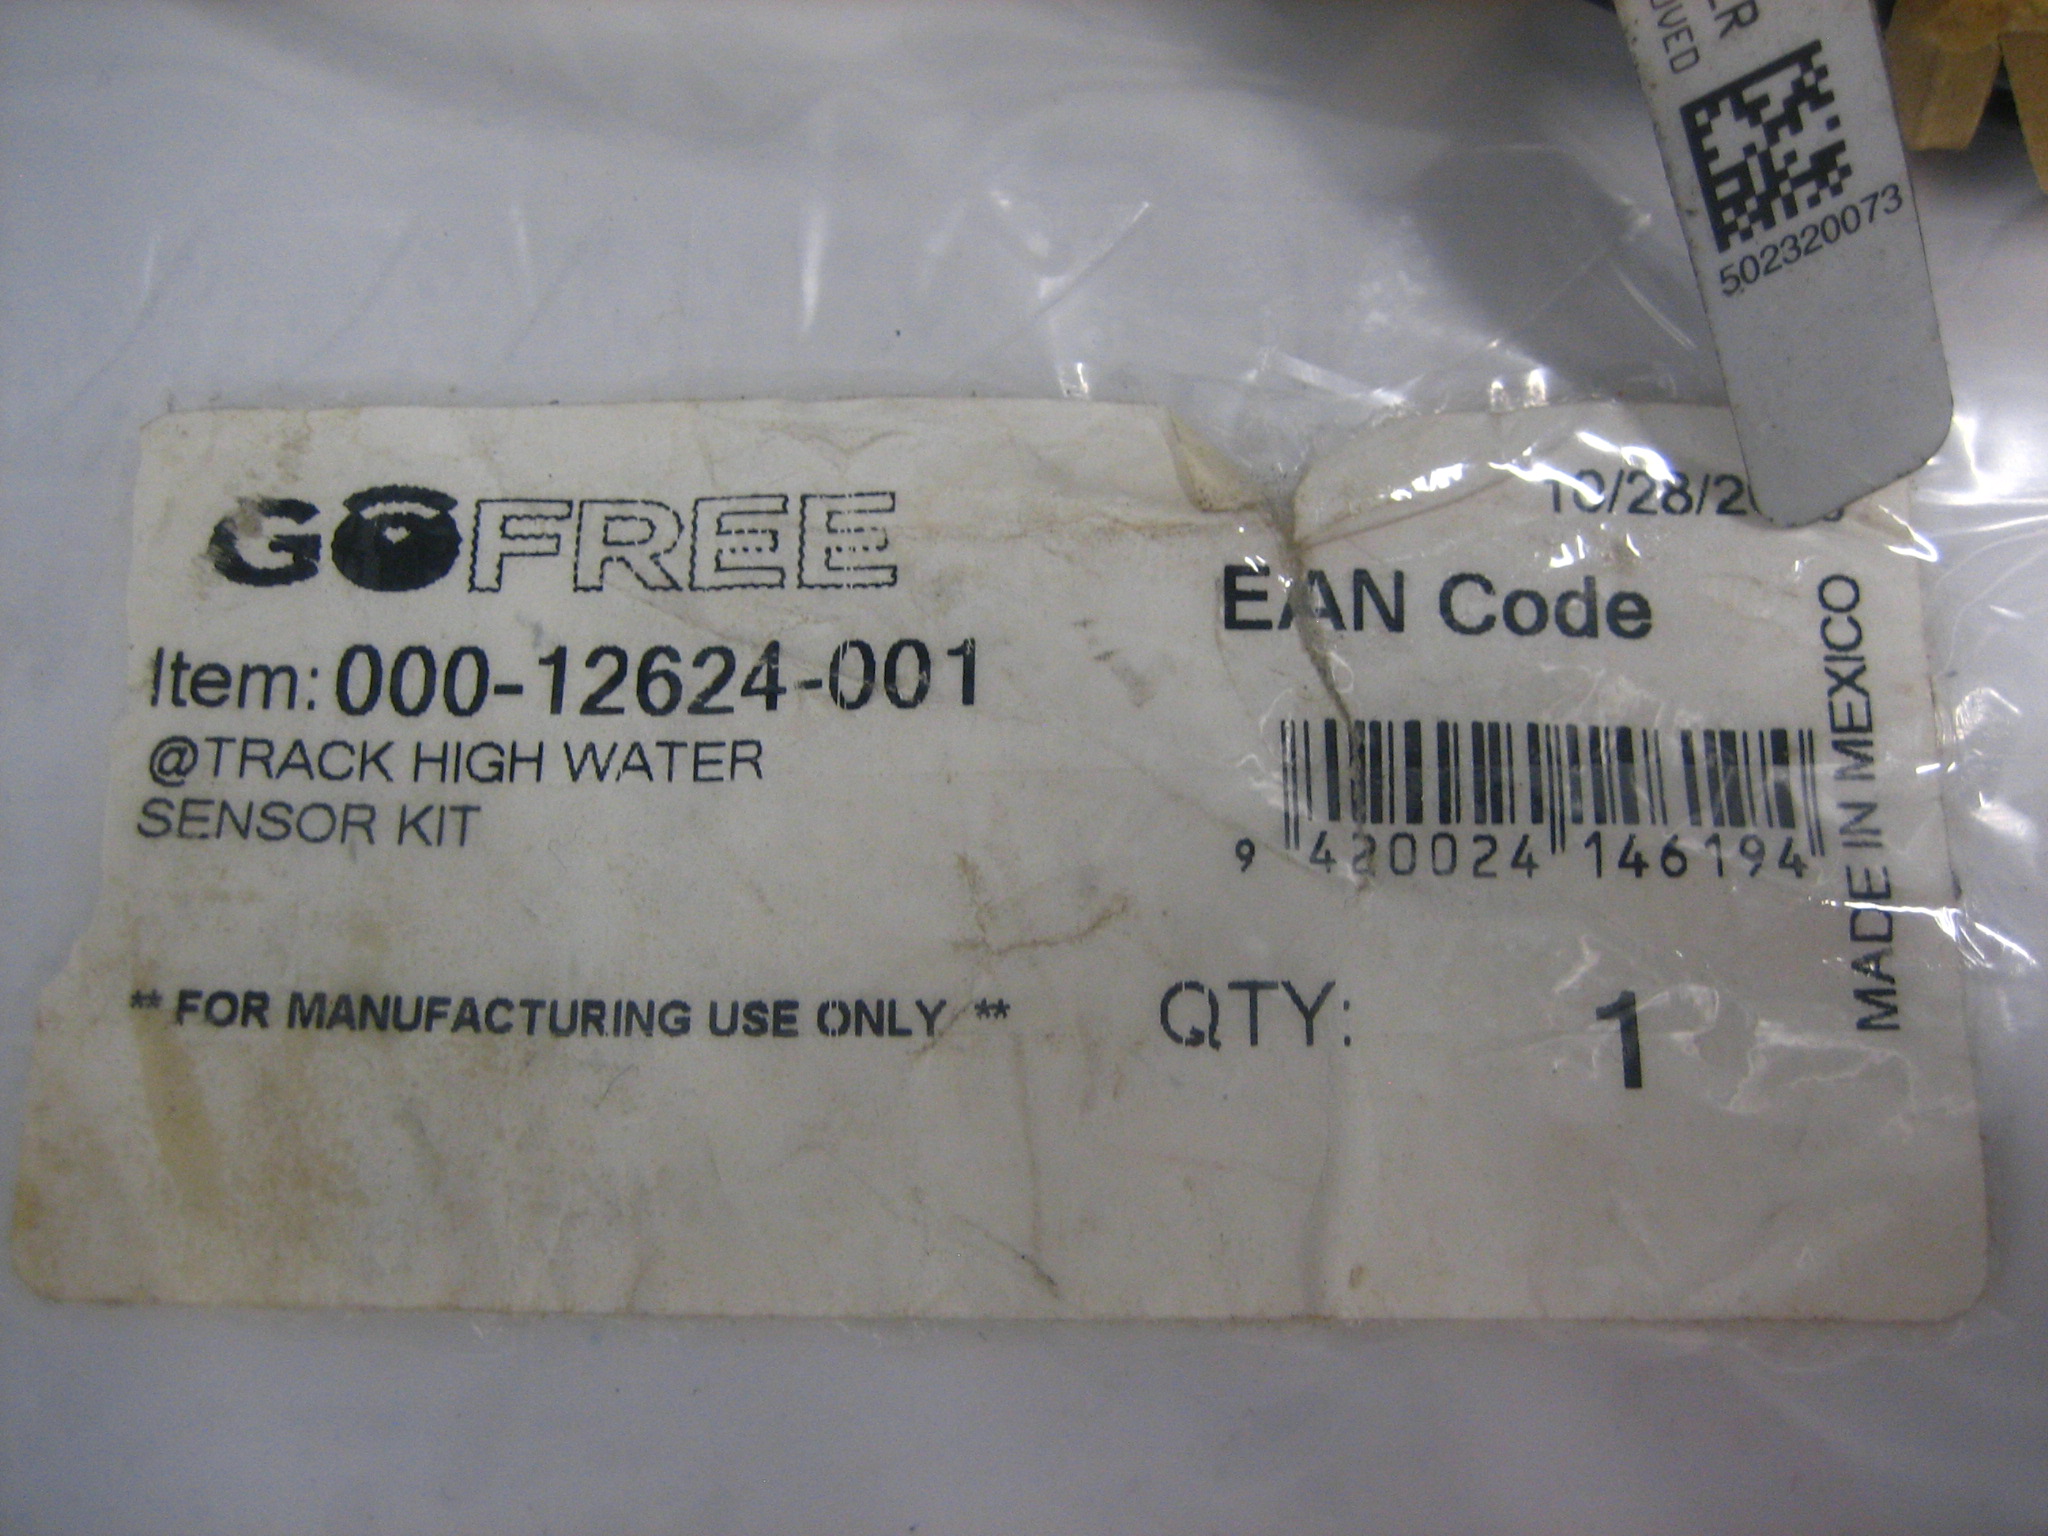 502320073
GOFREE
EAN Code
Item: 000-12624-001
@TRACK HIGH WATER
SENSOR KIT
9 420024 146194
MADE IN MEXICO
** FOR MANUFACTURING USE ONLY **
QTY: 1